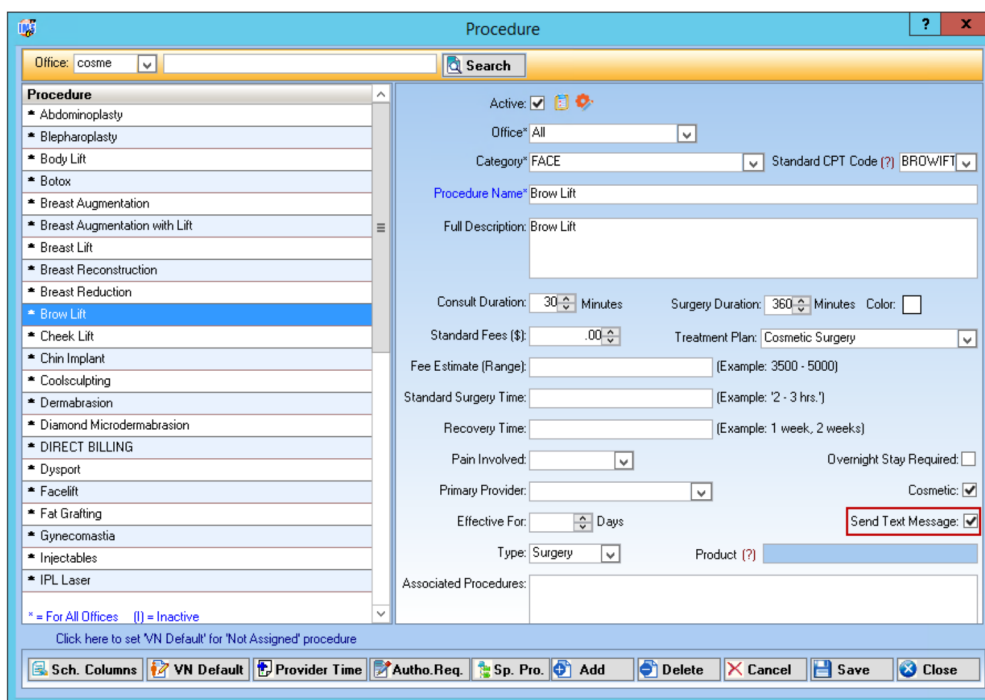 Procedure
? x
Office: cosme Search
Procedure
* Abdominoplasty
* Blepharoplasty
* Body Lift
* Botox
* Breast Augmentation
* Breast Augmentation with Lift
* Breast Lift
* Breast Reconstruction
* Breast Reduction
* Brow Lift
* Cheek Lift
* Chin Implant
* Coolsculpting
* Dermabrasion
* Diamond Microdermabrasion
* DIRECT BILLING
* Dysport
* Facelift
* Fat Grafting
* Gynecomastia
* Injectables
* IPL Laser
* = For All Offices (I) = Inactive
Active:
Office* All
Category* FACE Standard CPT Code (?) BROWIFT
Procedure Name* Brow Lift
Full Description: Brow Lift
Consult Duration: 30 Minutes Surgery Duration: 360 Minutes Color:
Standard Fees ($): .00 Treatment Plan: Cosmetic Surgery
Fee Estimate (Range): (Example: 3500 - 5000)
Standard Surgery Time: (Example: '2 - 3 hrs.')
Recovery Time: (Example: 1 week, 2 weeks)
Pain Involved: Overnight Stay Required:
Primary Provider: Cosmetic:
Effective For: Days Send Text Message:
Type: Surgery Product (?)
Associated Procedures:
Click here to set 'VN Default' for 'Not Assigned' procedure
Sch. Columns VN Default Provider Time Autho.Req. Sp. Pro. Add Delete Cancel Save Close